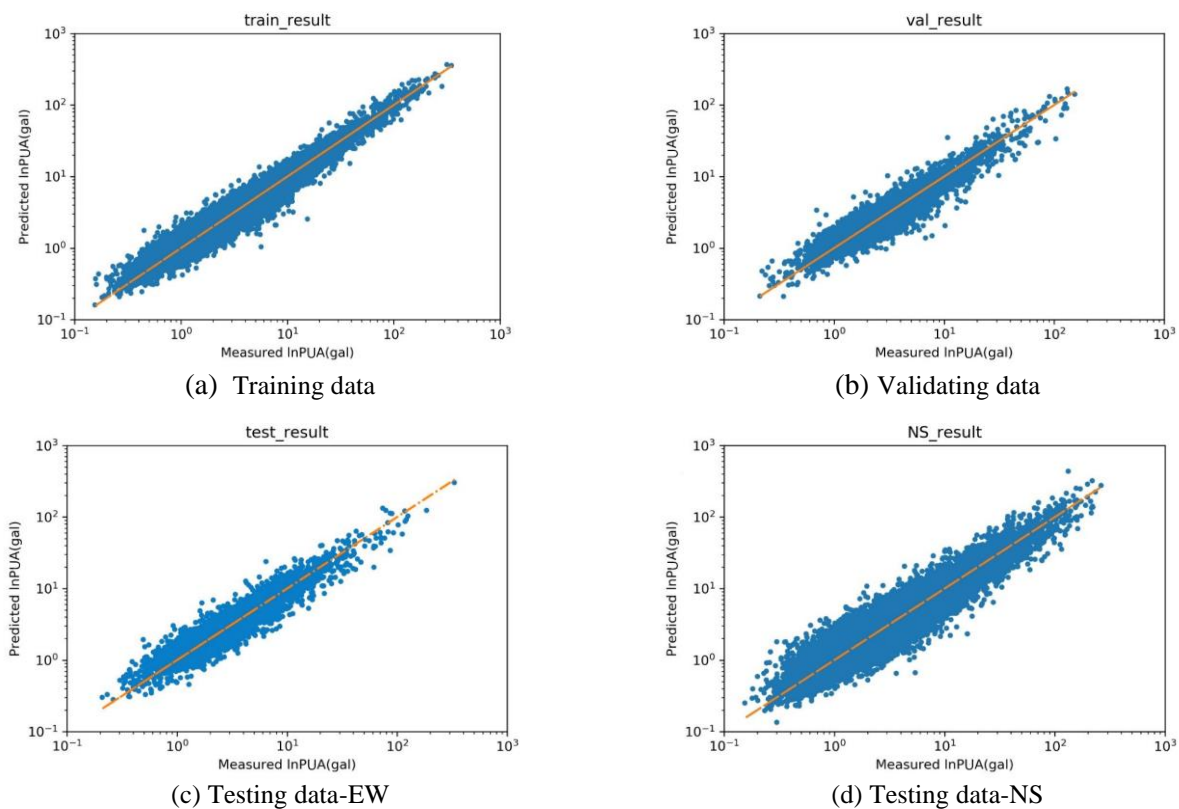 train_result
10³
10²
10¹
10⁰
10⁻¹
Predicted lnPUA(gal)
10⁻¹ 10⁰ 10¹ 10² 10³
Measured lnPUA(gal)
(a) Training data
val_result
10³
10²
10¹
10⁰
10⁻¹
Predicted lnPUA(gal)
10⁻¹ 10⁰ 10¹ 10² 10³
Measured lnPUA(gal)
(b) Validating data
test_result
10³
10²
10¹
10⁰
10⁻¹
Predicted lnPUA(gal)
10⁻¹ 10⁰ 10¹ 10² 10³
Measured lnPUA(gal)
(c) Testing data-EW
NS_result
10³
10²
10¹
10⁰
10⁻¹
Predicted lnPUA(gal)
10⁻¹ 10⁰ 10¹ 10² 10³
Measured lnPUA(gal)
(d) Testing data-NS